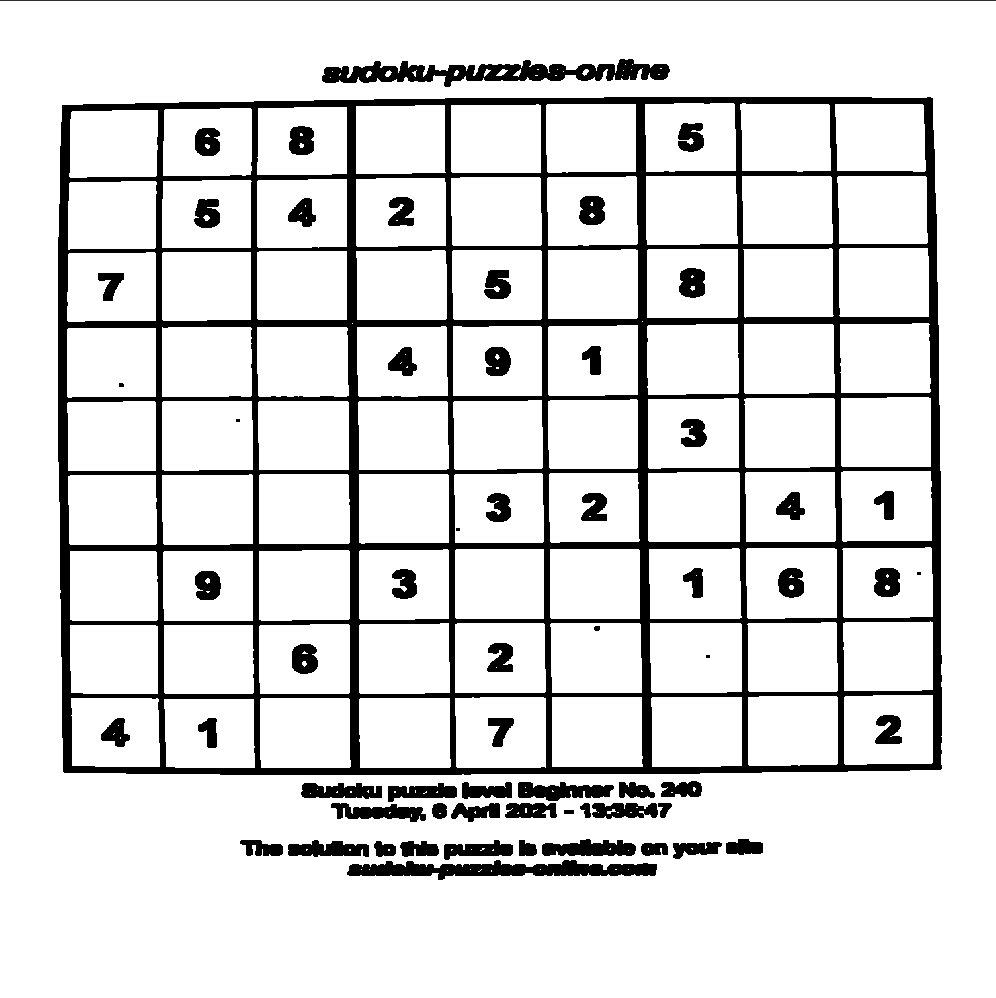 sudoku-puzzles-online
6 8 5
5 4 2 8
7 5 8
4 9 1
3
3 2 4 1
9 3 1 6 8
6 2
4 1 7 2
Sudoku puzzle level Beginner No. 240
Tuesday, 6 April 2021 - 13:35:47
The solution to this puzzle is available on your site
sudoku-puzzles-online.com